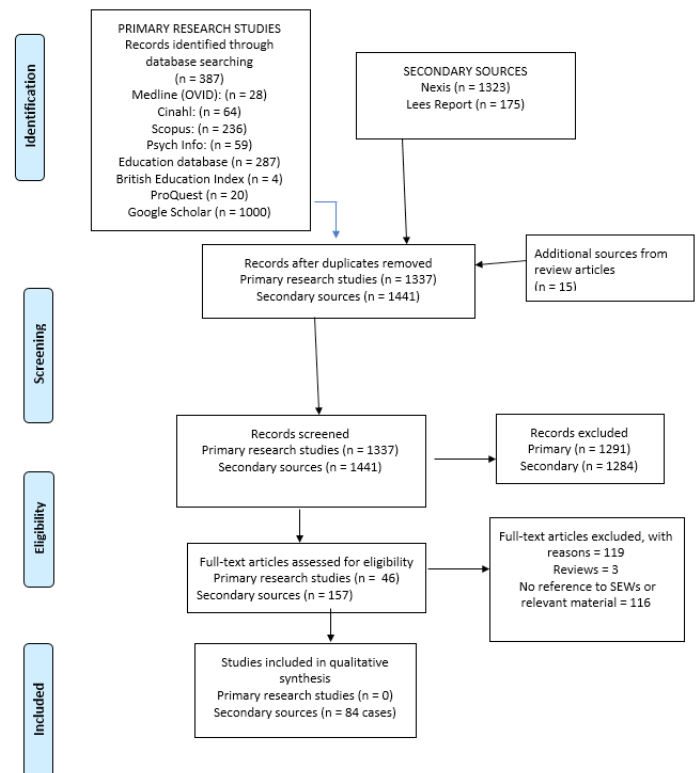 Identification
PRIMARY RESEARCH STUDIES
Records identified through
database searching
(n = 387)
Medline (OVID): (n = 28)
Cinahl: (n = 64)
Scopus: (n = 236)
Psych Info: (n = 59)
Education database (n = 287)
British Education Index (n = 4)
ProQuest (n = 20)
Google Scholar (n = 1000)
SECONDARY SOURCES
Nexis (n = 1323)
Lees Report (n = 175)
Records after duplicates removed
Primary research studies (n = 1337)
Secondary sources (n = 1441)
Additional sources from
review articles
(n = 15)
Screening
Records screened
Primary research studies (n = 1337)
Secondary sources (n = 1441)
Records excluded
Primary (n = 1291)
Secondary (n = 1284)
Eligibility
Full-text articles assessed for eligibility
Primary research studies (n = 46)
Secondary sources (n = 157)
Full-text articles excluded, with
reasons = 119
Reviews = 3
No reference to SEWs or
relevant material = 116
Included
Studies included in qualitative
synthesis
Primary research studies (n = 0)
Secondary sources (n = 84 cases)